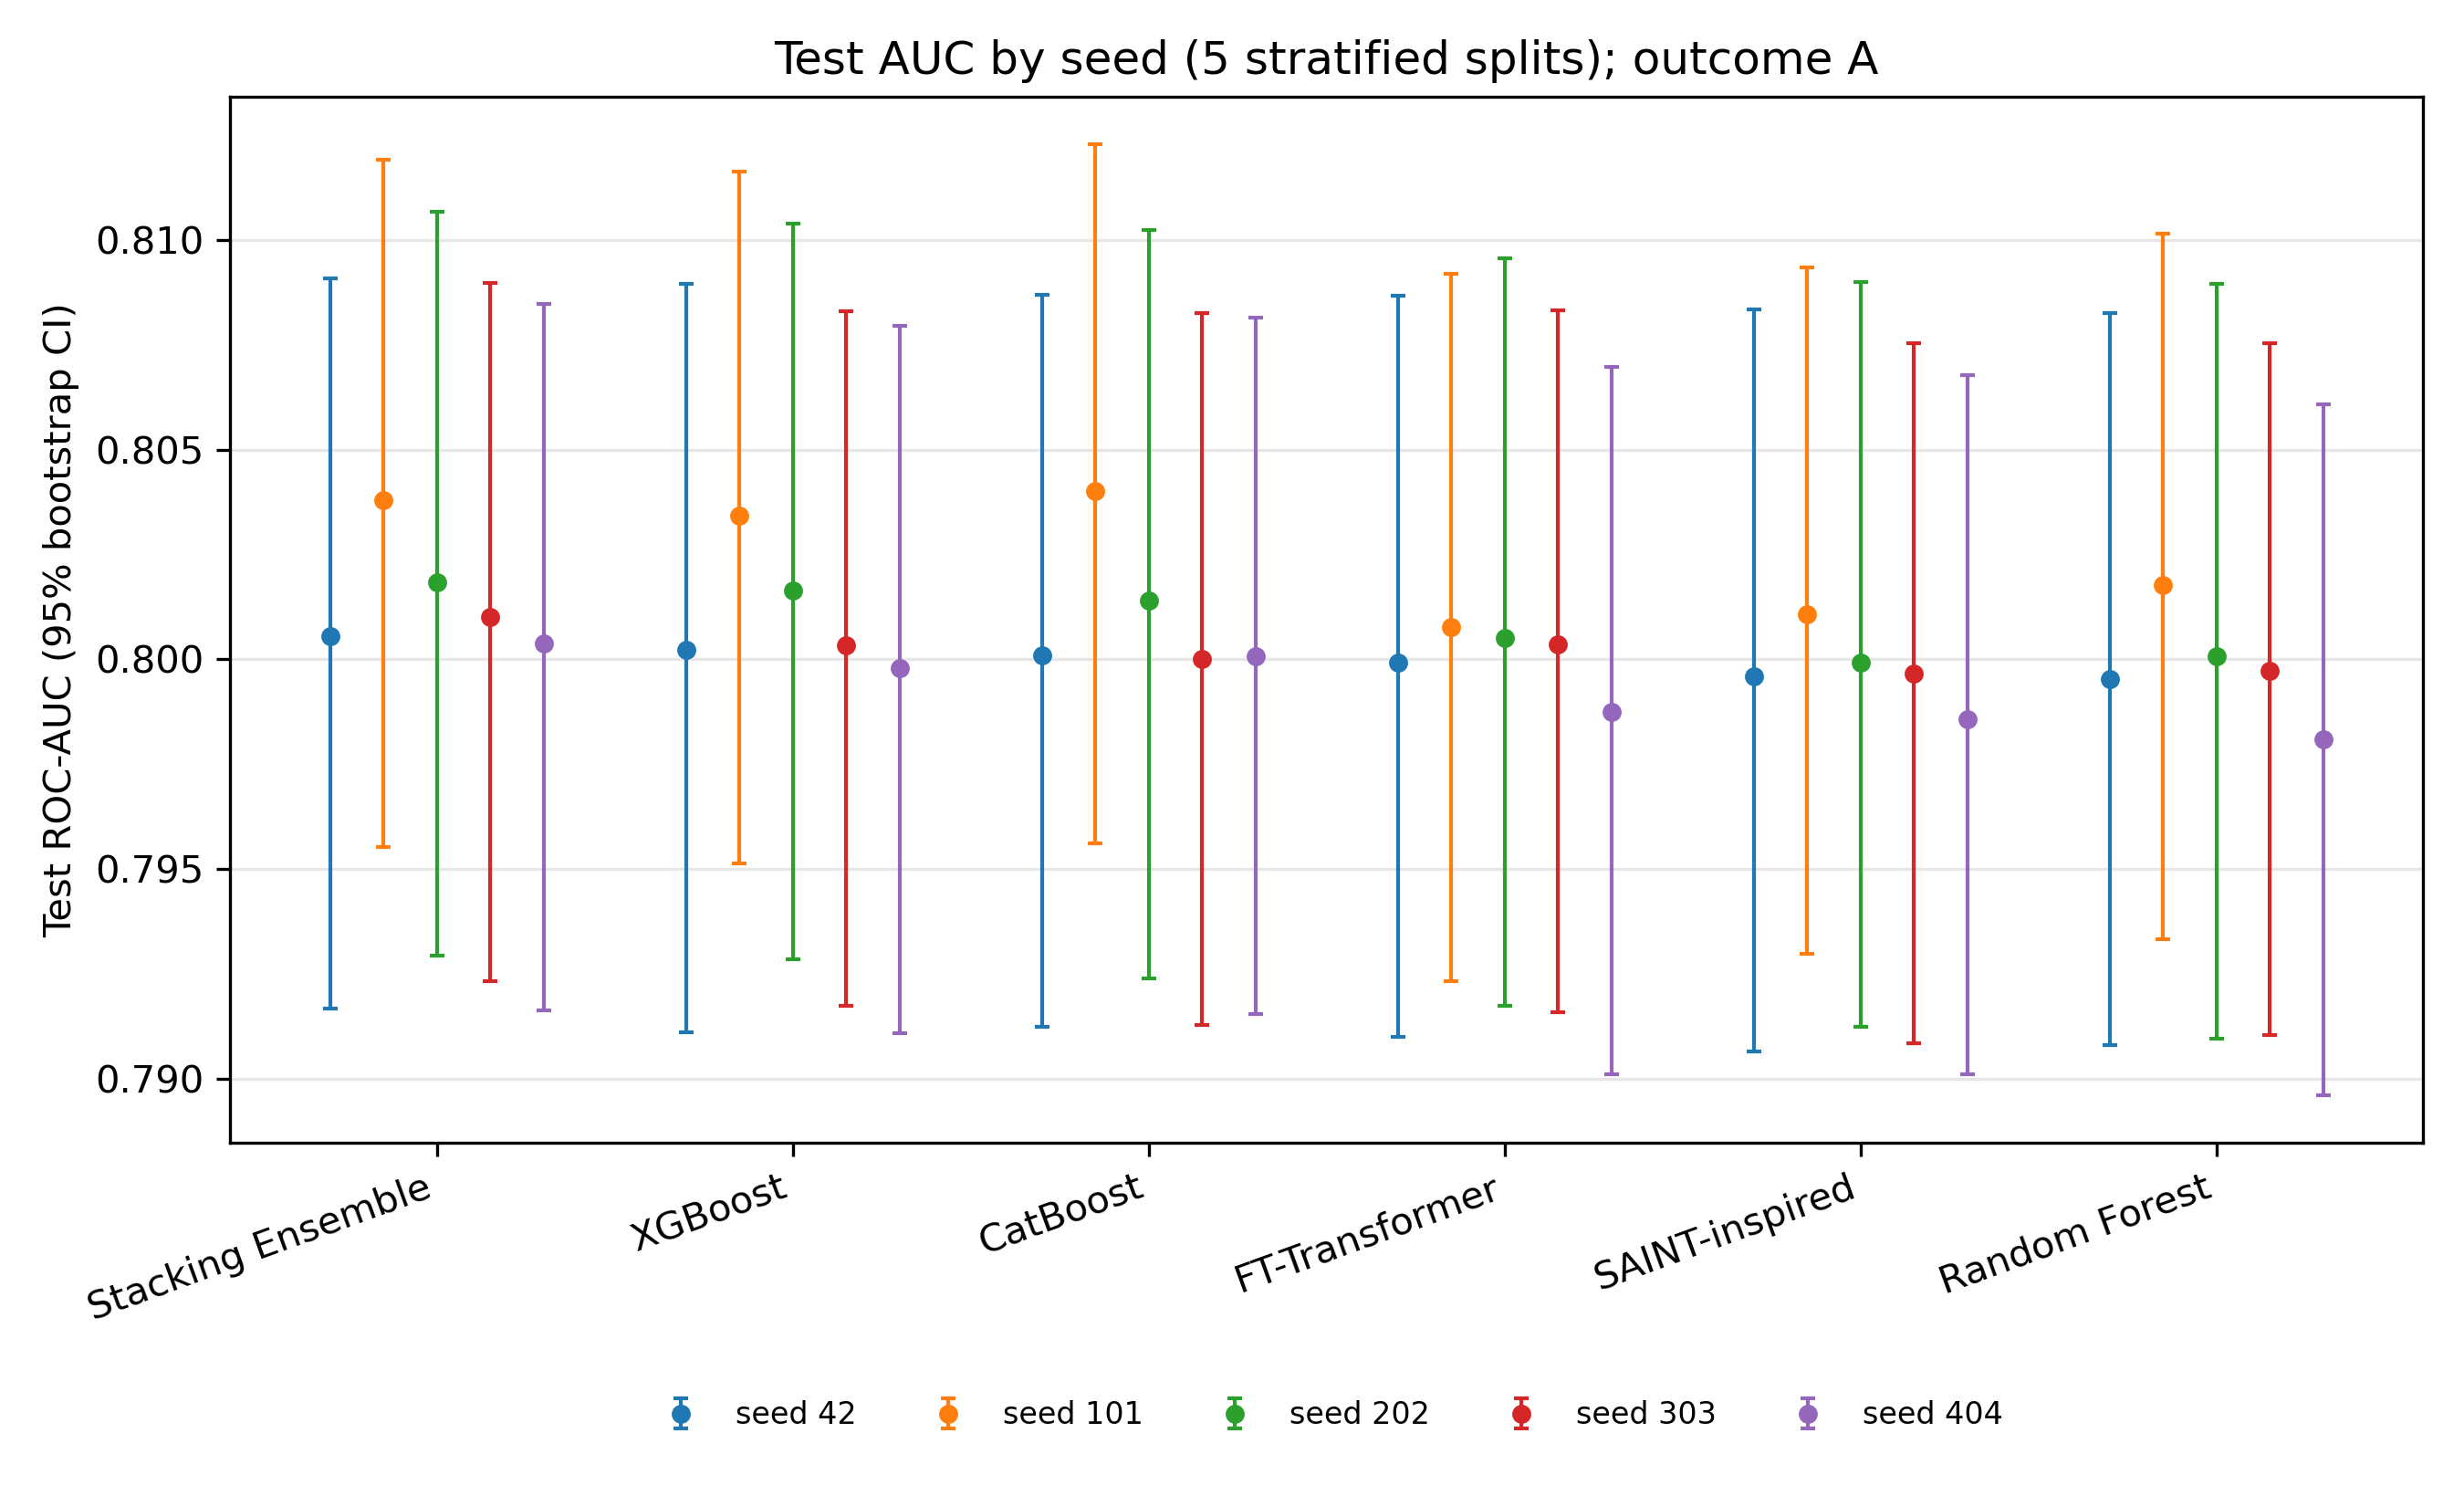 Test AUC by seed (5 stratified splits); outcome A
Test ROC-AUC (95% bootstrap CI)
0.810
0.805
0.800
0.795
0.790
Stacking Ensemble
XGBoost
CatBoost
FT-Transformer
SAINT-inspired
Random Forest
seed 42
seed 101
seed 202
seed 303
seed 404